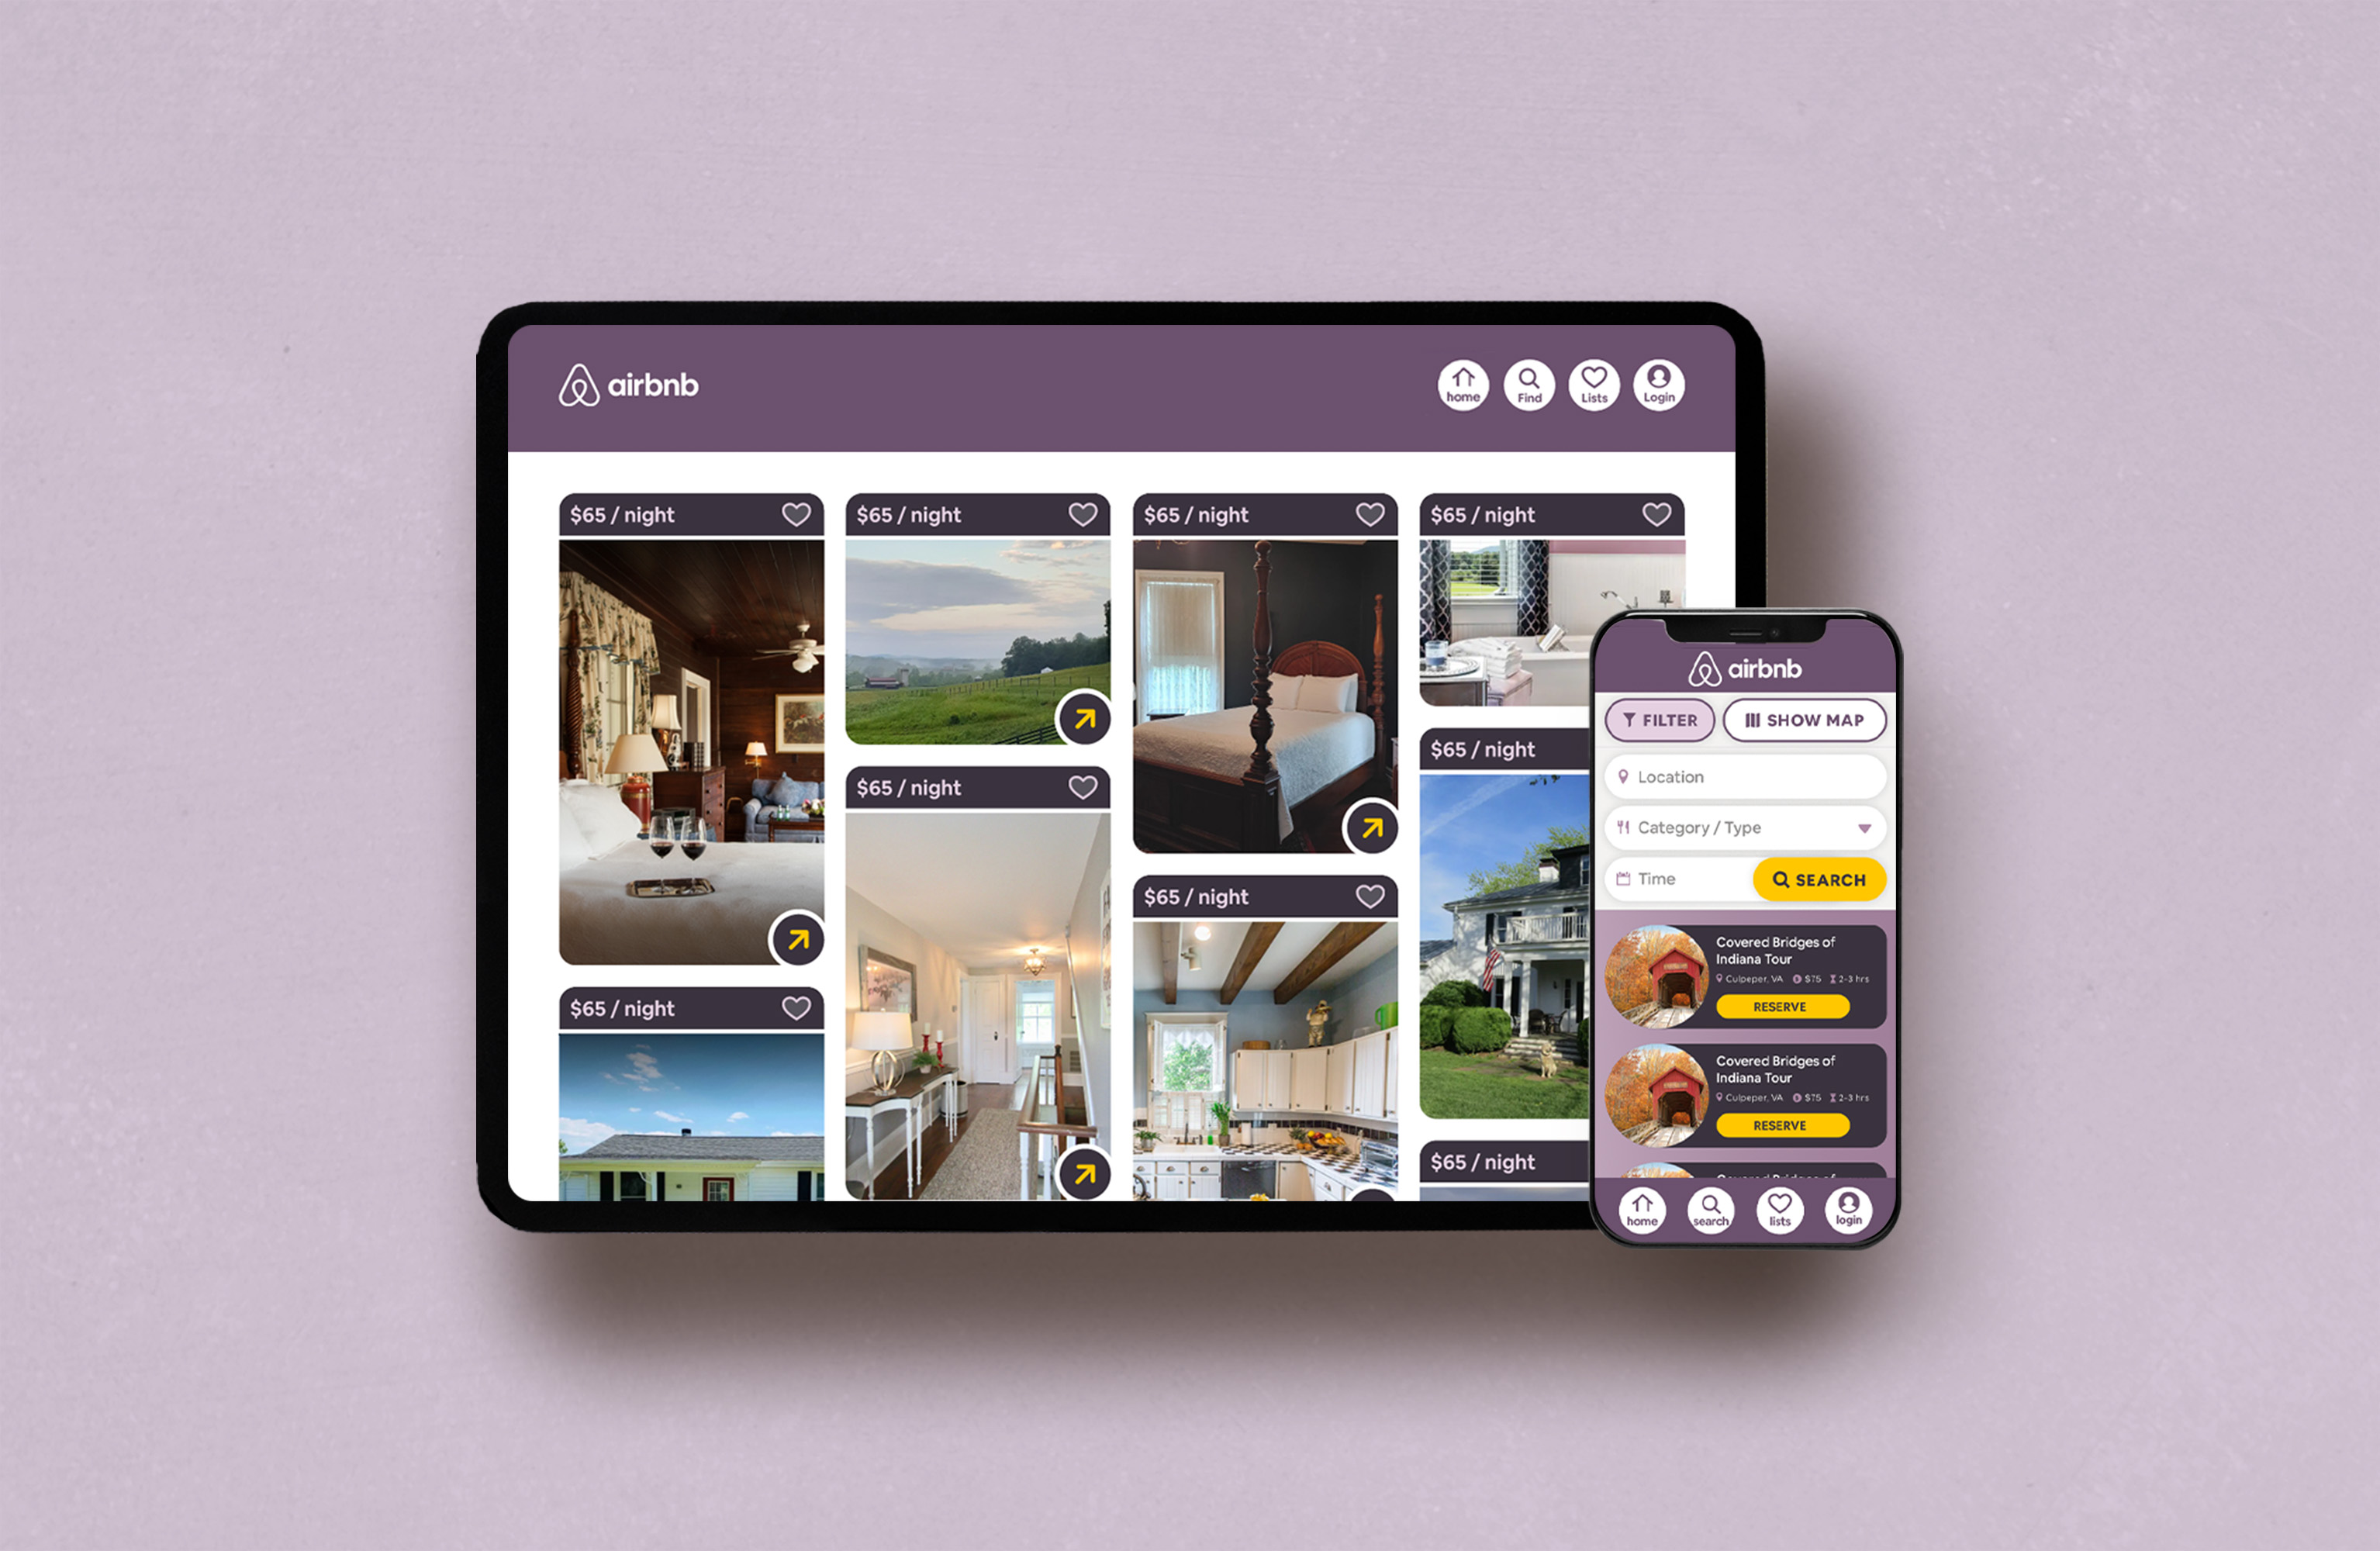 airbnb
home
Find
Lists
Login
$65 / night
$65 / night
$65 / night
$65 / night
$65 / night
$65 / night
$65 / night
$65 / night
$65 / night
airbnb
FILTER
SHOW MAP
Location
Category / Type
Time
SEARCH
Covered Bridges of
Indiana Tour
Culpeper, VA $75 2-3 hrs
RESERVE
Covered Bridges of
Indiana Tour
Culpeper, VA $75 2-3 hrs
RESERVE
home
search
lists
login